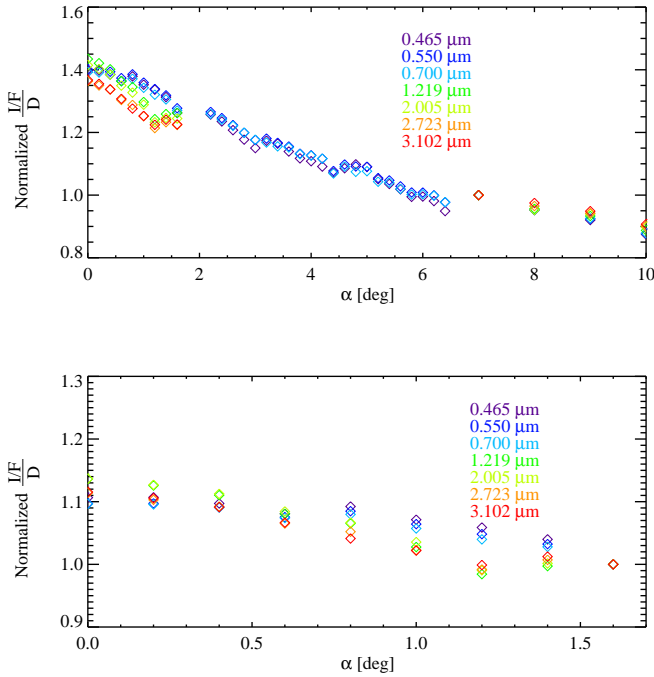 1.6
1.4
1.2
1.0
0.8
Normalized I/F
D
0.465 μm
0.550 μm
0.700 μm
1.219 μm
2.005 μm
2.723 μm
3.102 μm
0 2 4 6 8 10
α [deg]
1.3
1.2
1.1
1.0
0.9
Normalized I/F
D
0.465 μm
0.550 μm
0.700 μm
1.219 μm
2.005 μm
2.723 μm
3.102 μm
0.0 0.5 1.0 1.5
α [deg]